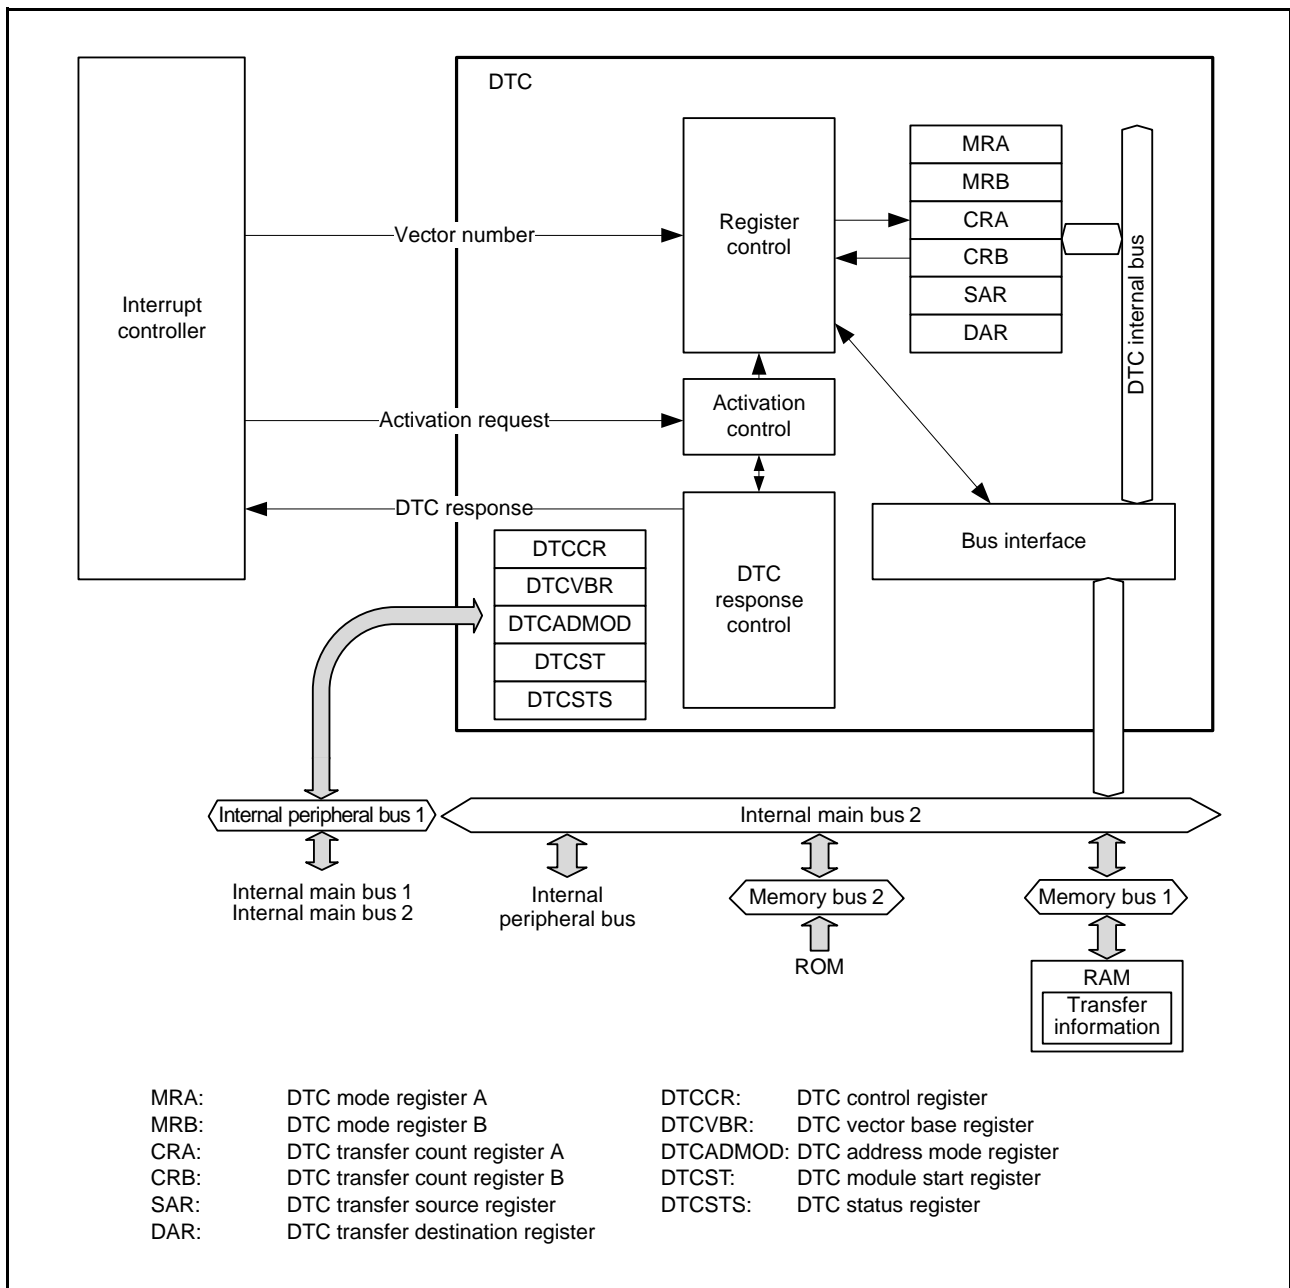 DTC
MRA
MRB
CRA
CRB
SAR
DAR
Register
control
Vector number
DTC internal bus
Interrupt
controller
Activation
control
Activation request
DTC response
Bus interface
DTCCR
DTCVBR
DTCADMOD
DTCST
DTCSTS
DTC
response
control
Internal peripheral bus 1
Internal main bus 2
Internal main bus 1
Internal main bus 2
Internal
peripheral bus
Memory bus 2
Memory bus 1
ROM
RAM
Transfer
information
MRA: DTC mode register A
MRB: DTC mode register B
CRA: DTC transfer count register A
CRB: DTC transfer count register B
SAR: DTC transfer source register
DAR: DTC transfer destination register
DTCCR: DTC control register
DTCVBR: DTC vector base register
DTCADMOD: DTC address mode register
DTCST: DTC module start register
DTCSTS: DTC status register